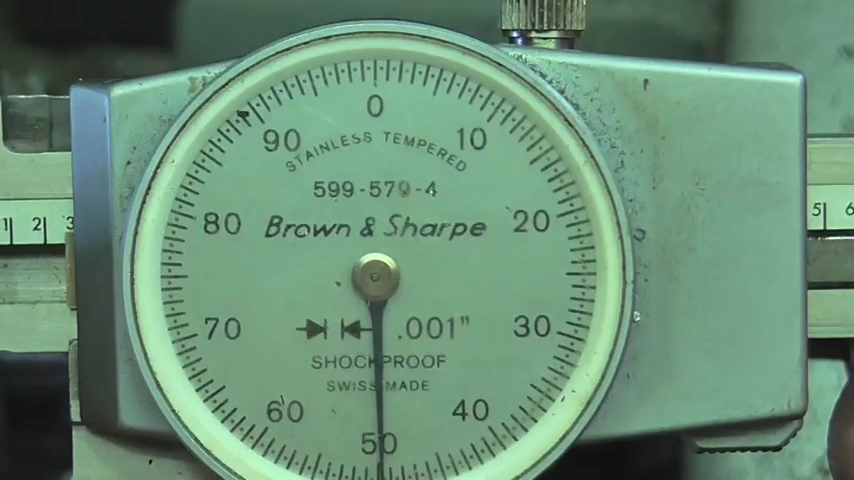 0
90
10
STAINLESS TEMPERED
599-579-4
80
Brown & Sharpe
20
1 2 3
5 6
70
.001"
30
SHOCKPROOF
SWISS MADE
60
40
50